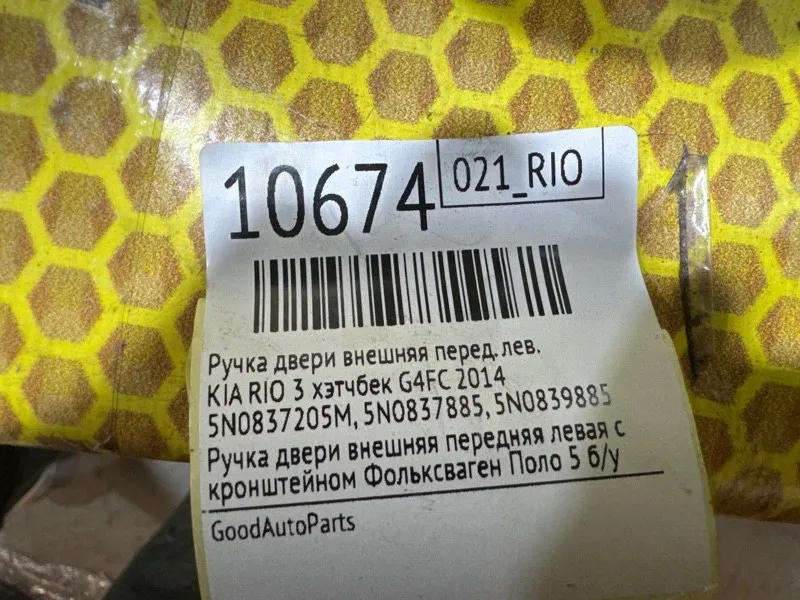 10674
021_RIO
Ручка двери внешняя перед. лев.
KIA RIO 3 хэтчбек G4FC 2014
5N0837205M, 5N0837885, 5N0839885
Ручка двери внешняя передняя левая с
кронштейном Фольксваген Поло 5 б/у
GoodAutoParts